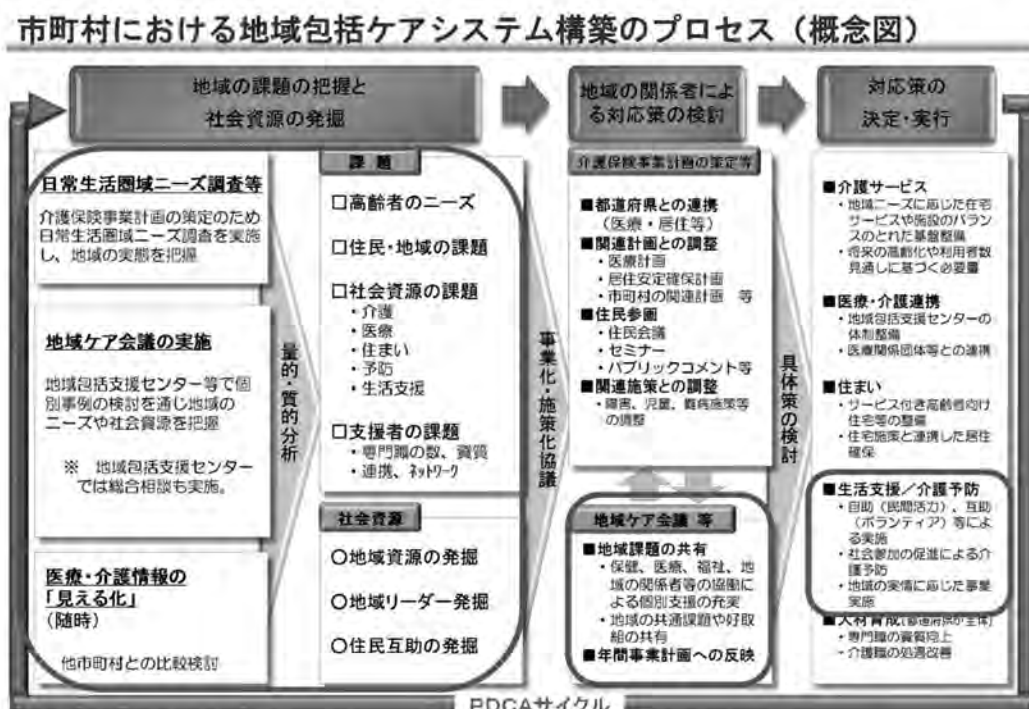 市町村における地域包括ケアシステム構築のプロセス（概念図）
地域の課題の把握と
社会資源の発掘
地域の関係者によ
る対応策の検討
対応策の
決定・実行
日常生活圏域ニーズ調査等
介護保険事業計画の策定のため
日常生活圏域ニーズ調査を実施
し、地域の実態を把握
地域ケア会議の実施
地域包括支援センター等で個
別事例の検討を通じ地域の
ニーズや社会資源を把握
※ 地域包括支援センター
では総合相談も実施。
医療・介護情報の
「見える化」
（随時）
他市町村との比較検討
量的・質的分析
課 題
□高齢者のニーズ
□住民・地域の課題
□社会資源の課題
・介護
・医療
・住まい
・予防
・生活支援
□支援者の課題
・専門職の数、資質
・連携、ネットワーク
社会資源
○地域資源の発掘
○地域リーダー発掘
○住民互助の発掘
事業化・施策化協議
介護保険事業計画の策定等
■都道府県との連携
（医療・居住等）
■関連計画との調整
・医療計画
・居住安定確保計画
・市町村の関連計画 等
■住民参画
・住民会議
・セミナー
・パブリックコメント等
■関連施策との調整
・障害、児童、難病施策等
の調整
地域ケア会議 等
■地域課題の共有
・保健、医療、福祉、地
域の関係者等の協働
による個別支援の充実
・地域の共通課題や好取
組の共有
■年間事業計画への反映
具体策の検討
■介護サービス
・地域ニーズに応じた在宅
サービスや施設のバラン
スのとれた基盤整備
・将来の高齢化や利用者数
見通しに基づく必要量
■医療・介護連携
・地域包括支援センターの
体制整備
・医療関係団体等との連携
■住まい
・サービス付き高齢者向け
住宅等の整備
・住宅施策と連携した居住
確保
■生活支援／介護予防
・自助（民間活力）、互助
（ボランティア）等によ
る実施
・社会参加の促進による介
護予防
・地域の実情に応じた事業
実施
■人材育成（都道府県が主体）
・専門職の資質向上
・介護職の処遇改善
PDCAサイクル